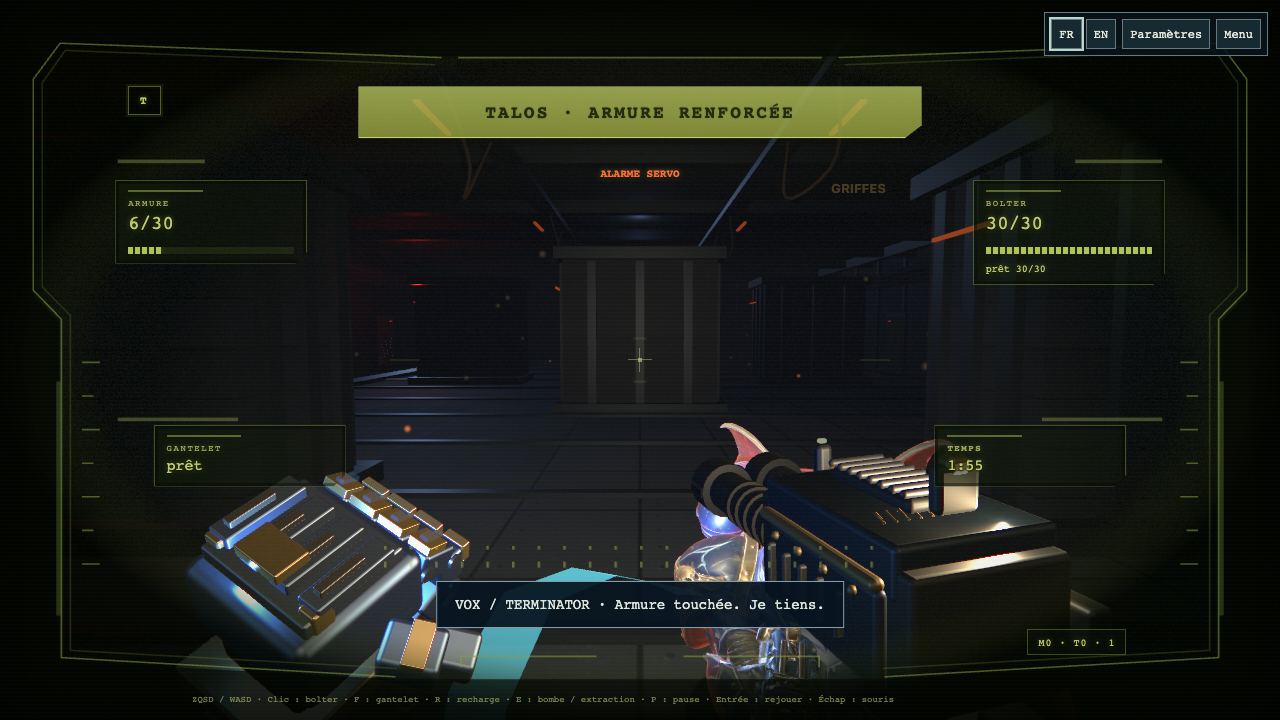 FR EN Paramètres Menu
T
TALOS · ARMURE RENFORCÉE
ALARME SERVO
GRIFFES
ARMURE
6/30
BOLTER
30/30
prêt 30/30
GANTELET
prêt
TEMPS
1:55
VOX / TERMINATOR · Armure touchée. Je tiens.
M0 · T0 · 1
ZQSD / WASD · Clic : bolter · F : gantelet · R : recharge · E : bombe / extraction · P : pause · Entrée : rejouer · Échap : souris